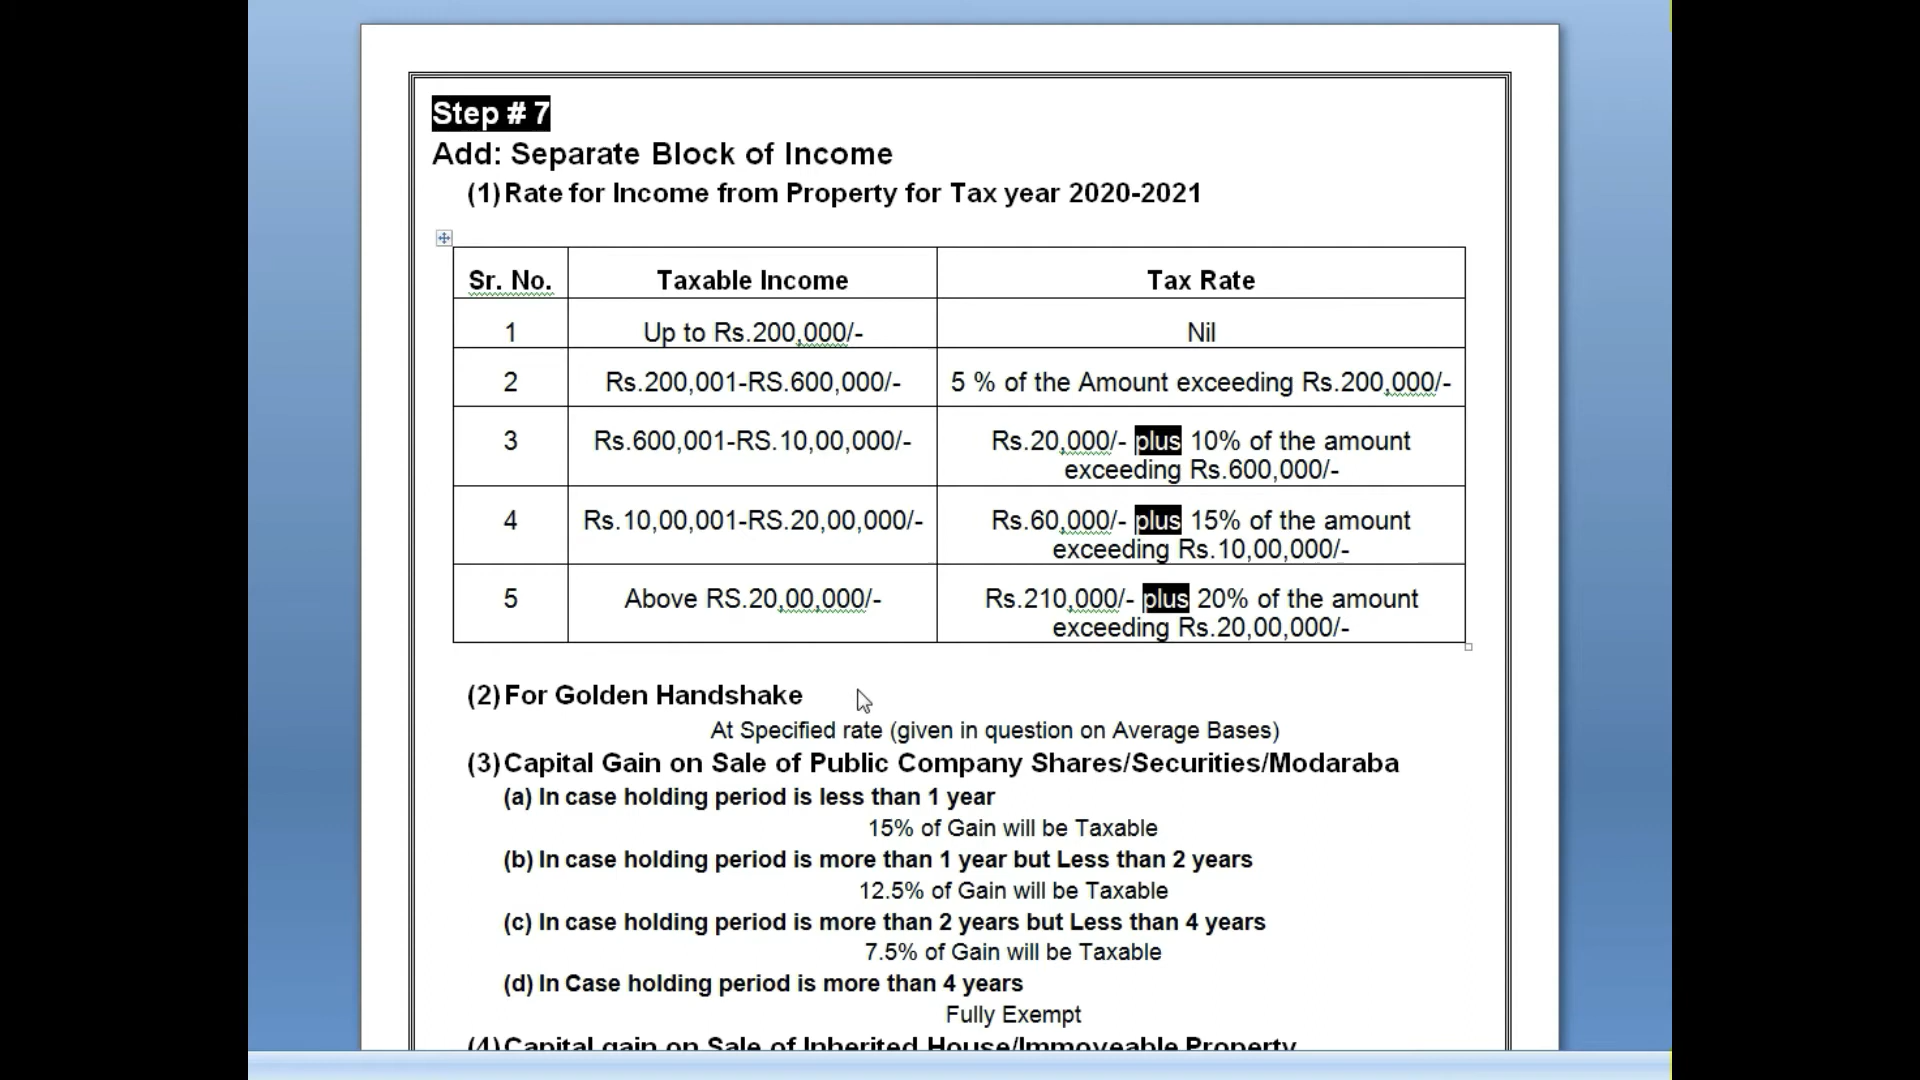 Step # 7
Add: Separate Block of Income
(1) Rate for Income from Property for Tax year 2020-2021
Sr. No. Taxable Income Tax Rate
1 Up to Rs.200,000/- Nil
2 Rs.200,001-RS.600,000/- 5 % of the Amount exceeding Rs.200,000/-
3 Rs.600,001-RS.10,00,000/- Rs.20,000/- plus 10% of the amount
exceeding Rs.600,000/-
4 Rs.10,00,001-RS.20,00,000/- Rs.60,000/- plus 15% of the amount
exceeding Rs.10,00,000/-
5 Above RS.20,00,000/- Rs.210,000/- plus 20% of the amount
exceeding Rs.20,00,000/-
(2) For Golden Handshake
At Specified rate (given in question on Average Bases)
(3) Capital Gain on Sale of Public Company Shares/Securities/Modaraba
(a) In case holding period is less than 1 year
15% of Gain will be Taxable
(b) In case holding period is more than 1 year but Less than 2 years
12.5% of Gain will be Taxable
(c) In case holding period is more than 2 years but Less than 4 years
7.5% of Gain will be Taxable
(d) In Case holding period is more than 4 years
Fully Exempt
(4) Capital gain on Sale of Inherited House/Immoveable Property